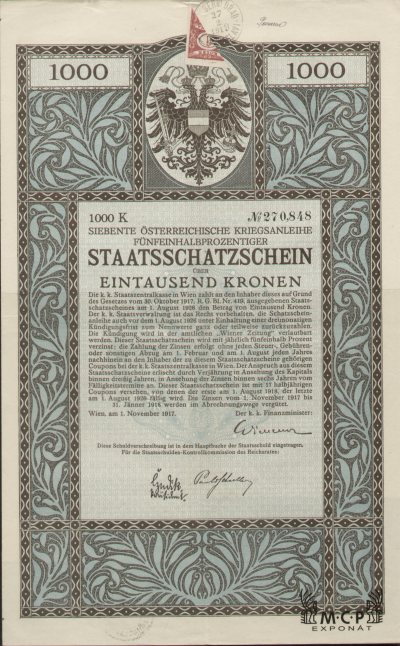 1000
1000
1000 K
№ 270,848
SIEBENTE ÖSTERREICHISCHE KRIEGSANLEIHE
FÜNFEINHALBPROZENTIGER
STAATSSCHATZSCHEIN
ÜBER
EINTAUSEND KRONEN
Die k. k. Staatszentralkasse in Wien zahlt an den Inhaber dieses auf Grund
des Gesetzes vom 30. Oktober 1917, R. G. Bl. Nr. 419, ausgegebenen Staats-
schatzscheines am 1. August 1926 den Betrag von Eintausend Kronen.
Der k. k. Staatsverwaltung ist das Recht vorbehalten, die Schatzschein-
anleihe auch vor dem 1. August 1926 unter Einhaltung einer dreimonatigen
Kündigungsfrist zum Nennwerte ganz oder teilweise zurückzuzahlen.
Die Kündigung wird in der amtlichen „Wiener Zeitung" verlautbart
werden. Dieser Staatsschatzschein wird mit jährlich fünfeinhalb Prozent
verzinst; die Zahlung der Zinsen erfolgt ohne jeden Steuer-, Gebühren-
oder sonstigen Abzug am 1. Februar und am 1. August jeden Jahres
nachhinein an den Inhaber der zu diesem Staatsschatzscheine gehörigen
Coupons bei der k. k. Staatszentralkasse in Wien. Der Anspruch aus diesem
Staatsschatzscheine erlischt durch Verjährung in Ansehung des Kapitals
binnen dreißig Jahren, in Ansehung der Zinsen binnen sechs Jahren vom
Fälligkeitstermine an. Dieser Staatsschatzschein ist mit 17 halbjährigen
Coupons versehen, von denen der erste am 1. August 1918, der letzte
am 1. August 1926 fällig wird. Die Zinsen vom 1. November 1917 bis
31. Jänner 1918 werden im Abrechnungswege vergütet.
Wien, am 1. November 1917.
Der k. k. Finanzminister:
Diese Schuldverschreibung ist in dem Hauptbuche der Staatsschuld eingetragen.
Für die Staatsschulden-Kontrollkommission des Reichsrates:
M·C·P
EXPONÁT